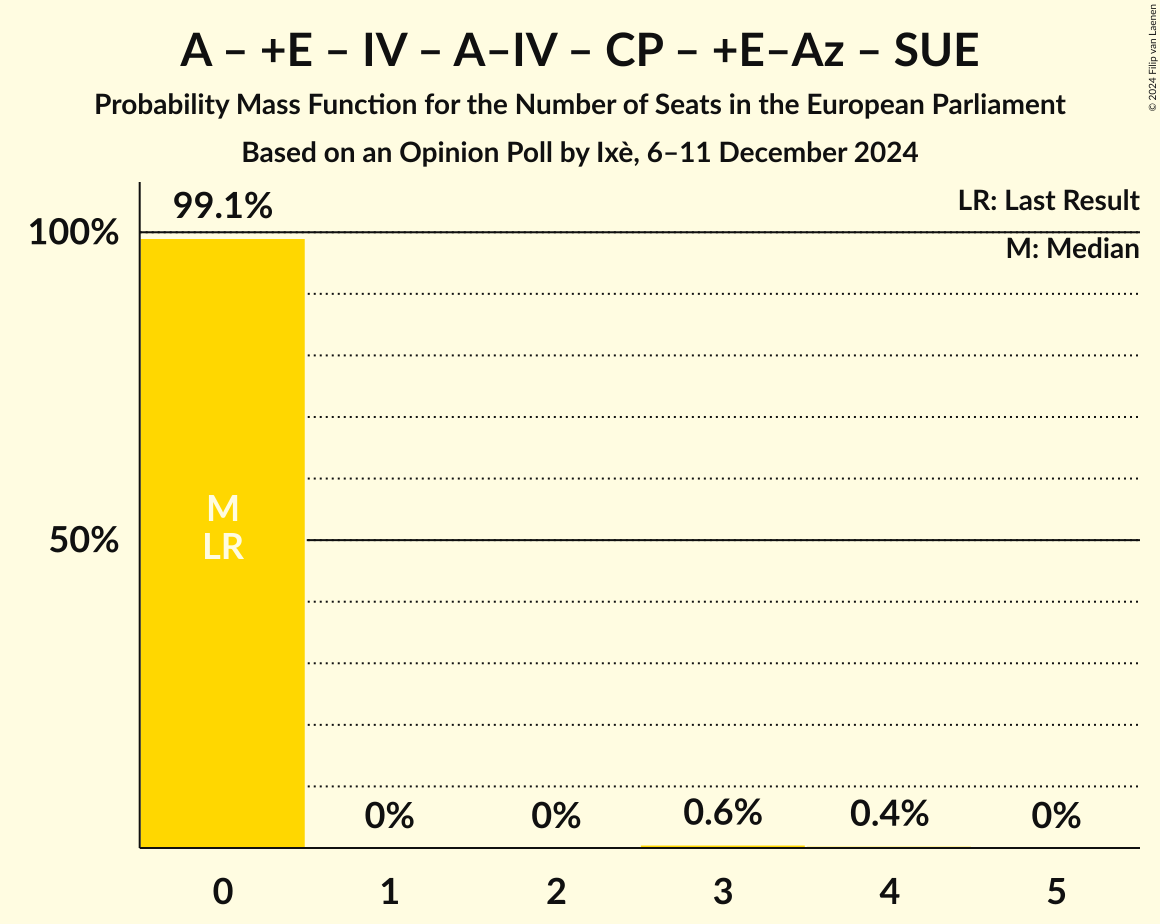 A – +E – IV – A–IV – CP – +E–Az – SUE
Probability Mass Function for the Number of Seats in the European Parliament
Based on an Opinion Poll by Ixè, 6–11 December 2024
© 2024 Filip van Laenen
LR: Last Result
M: Median
99.1%
100%
50%
M
LR
0%
0%
0.6%
0.4%
0%
0
1
2
3
4
5